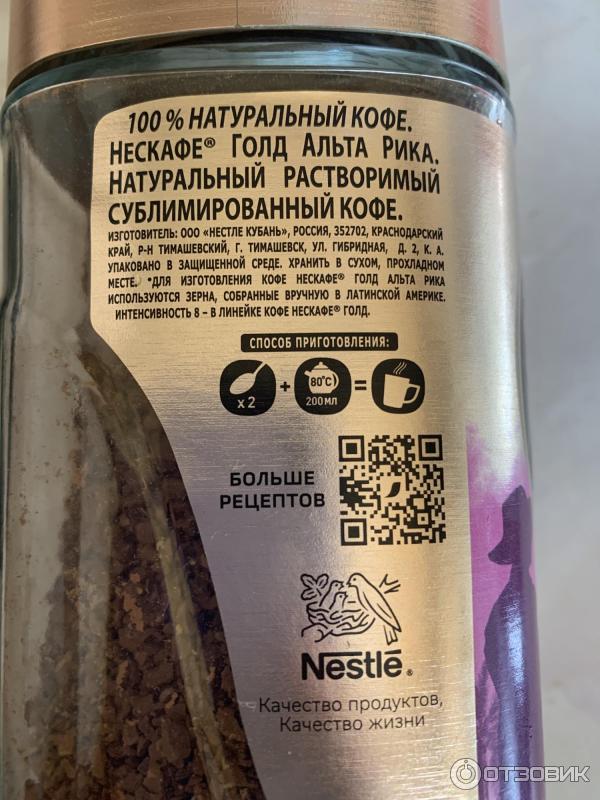 100 % НАТУРАЛЬНЫЙ КОФЕ.
НЕСКАФЕ® ГОЛД АЛЬТА РИКА.
НАТУРАЛЬНЫЙ РАСТВОРИМЫЙ
СУБЛИМИРОВАННЫЙ КОФЕ.
ИЗГОТОВИТЕЛЬ: ООО «НЕСТЛЕ КУБАНЬ», РОССИЯ, 352702, КРАСНОДАРСКИЙ
КРАЙ, Р-Н ТИМАШЕВСКИЙ, Г. ТИМАШЕВСК, УЛ. ГИБРИДНАЯ, Д. 2, К. А.
УПАКОВАНО В ЗАЩИЩЕННОЙ СРЕДЕ. ХРАНИТЬ В СУХОМ, ПРОХЛАДНОМ
МЕСТЕ. *ДЛЯ ИЗГОТОВЛЕНИЯ КОФЕ НЕСКАФЕ® ГОЛД АЛЬТА РИКА
ИСПОЛЬЗУЮТСЯ ЗЕРНА, СОБРАННЫЕ ВРУЧНУЮ В ЛАТИНСКОЙ АМЕРИКЕ.
ИНТЕНСИВНОСТЬ 8 – В ЛИНЕЙКЕ КОФЕ НЕСКАФЕ® ГОЛД.
СПОСОБ ПРИГОТОВЛЕНИЯ:
x 2 + 80°C 200 МЛ =
БОЛЬШЕ
РЕЦЕПТОВ
Nestlé®
Качество продуктов,
Качество жизни
ОТЗОВИК